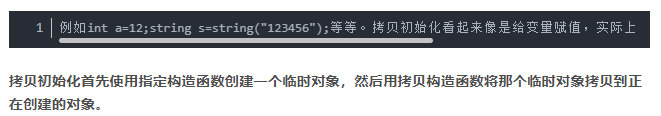 1 例如int a=12;string s=string("123456");等等。拷贝初始化看起来像是给变量赋值，实际上
拷贝初始化首先使用指定构造函数创建一个临时对象，然后用拷贝构造函数将那个临时对象拷贝到正
在创建的对象。